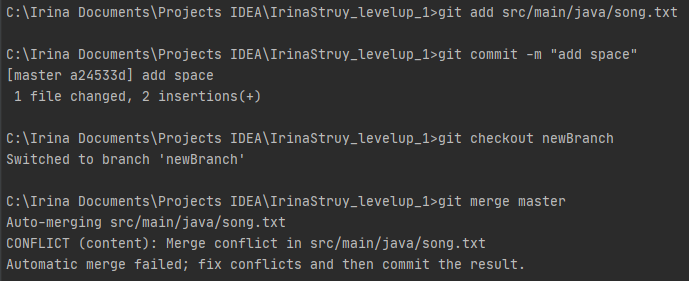 C:\Irina Documents\Projects IDEA\IrinaStruy_levelup_1>git add src/main/java/song.txt
C:\Irina Documents\Projects IDEA\IrinaStruy_levelup_1>git commit -m "add space"
[master a24533d] add space
 1 file changed, 2 insertions(+)
C:\Irina Documents\Projects IDEA\IrinaStruy_levelup_1>git checkout newBranch
Switched to branch 'newBranch'
C:\Irina Documents\Projects IDEA\IrinaStruy_levelup_1>git merge master
Auto-merging src/main/java/song.txt
CONFLICT (content): Merge conflict in src/main/java/song.txt
Automatic merge failed; fix conflicts and then commit the result.